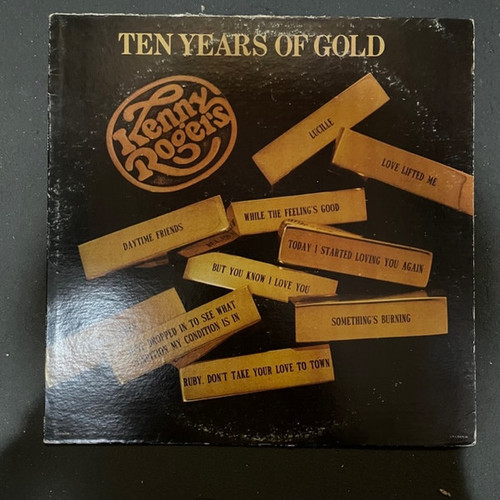 TEN YEARS OF GOLD
Kenny
Rogers
LUCILLE
LOVE LIFTED ME
WHILE THE FEELING'S GOOD
DAYTIME FRIENDS
TODAY I STARTED LOVING YOU AGAIN
BUT YOU KNOW I LOVE YOU
SOMETHING'S BURNING
DROPPED IN TO SEE WHAT
MY CONDITION IS IN
RUBY, DON'T TAKE YOUR LOVE TO TOWN